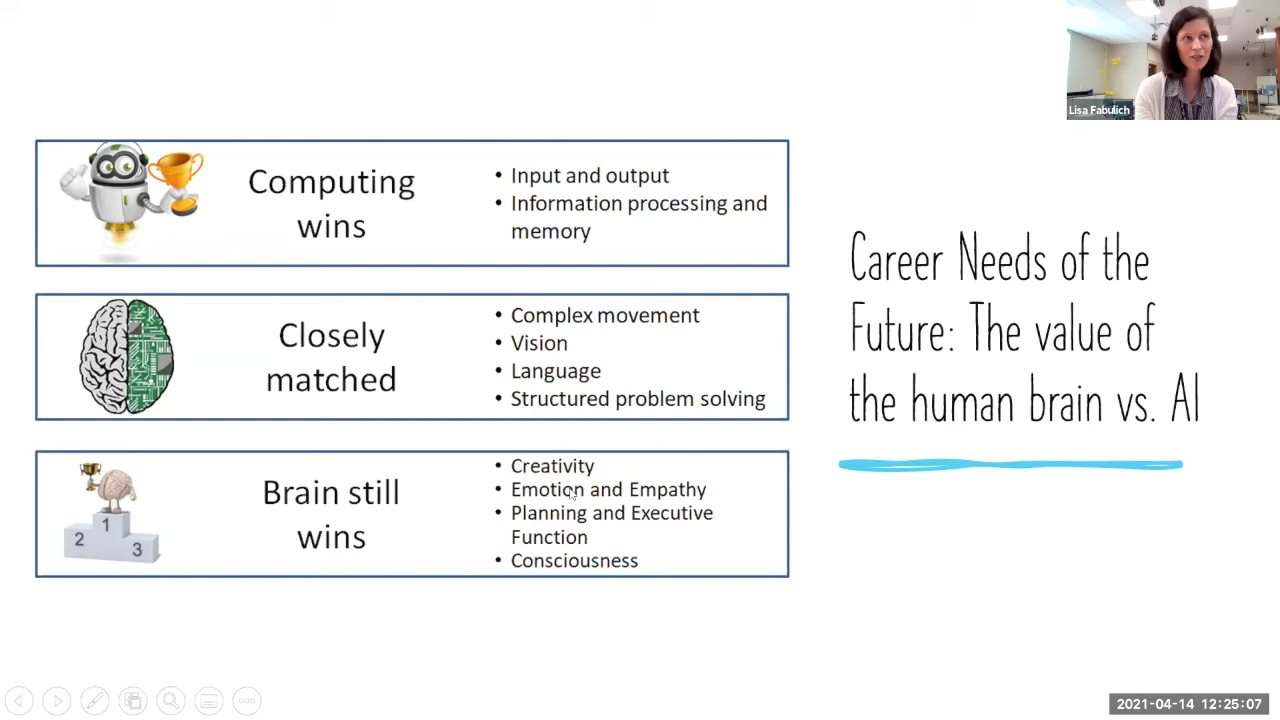 Lisa Fabulich
Computing
wins
• Input and output
• Information processing and
memory
Closely
matched
• Complex movement
• Vision
• Language
• Structured problem solving
Brain still
wins
1
2
3
• Creativity
• Emotion and Empathy
• Planning and Executive
Function
• Consciousness
Career Needs of the
Future: The value of
the human brain vs. AI
2021-04-14 12:25:07